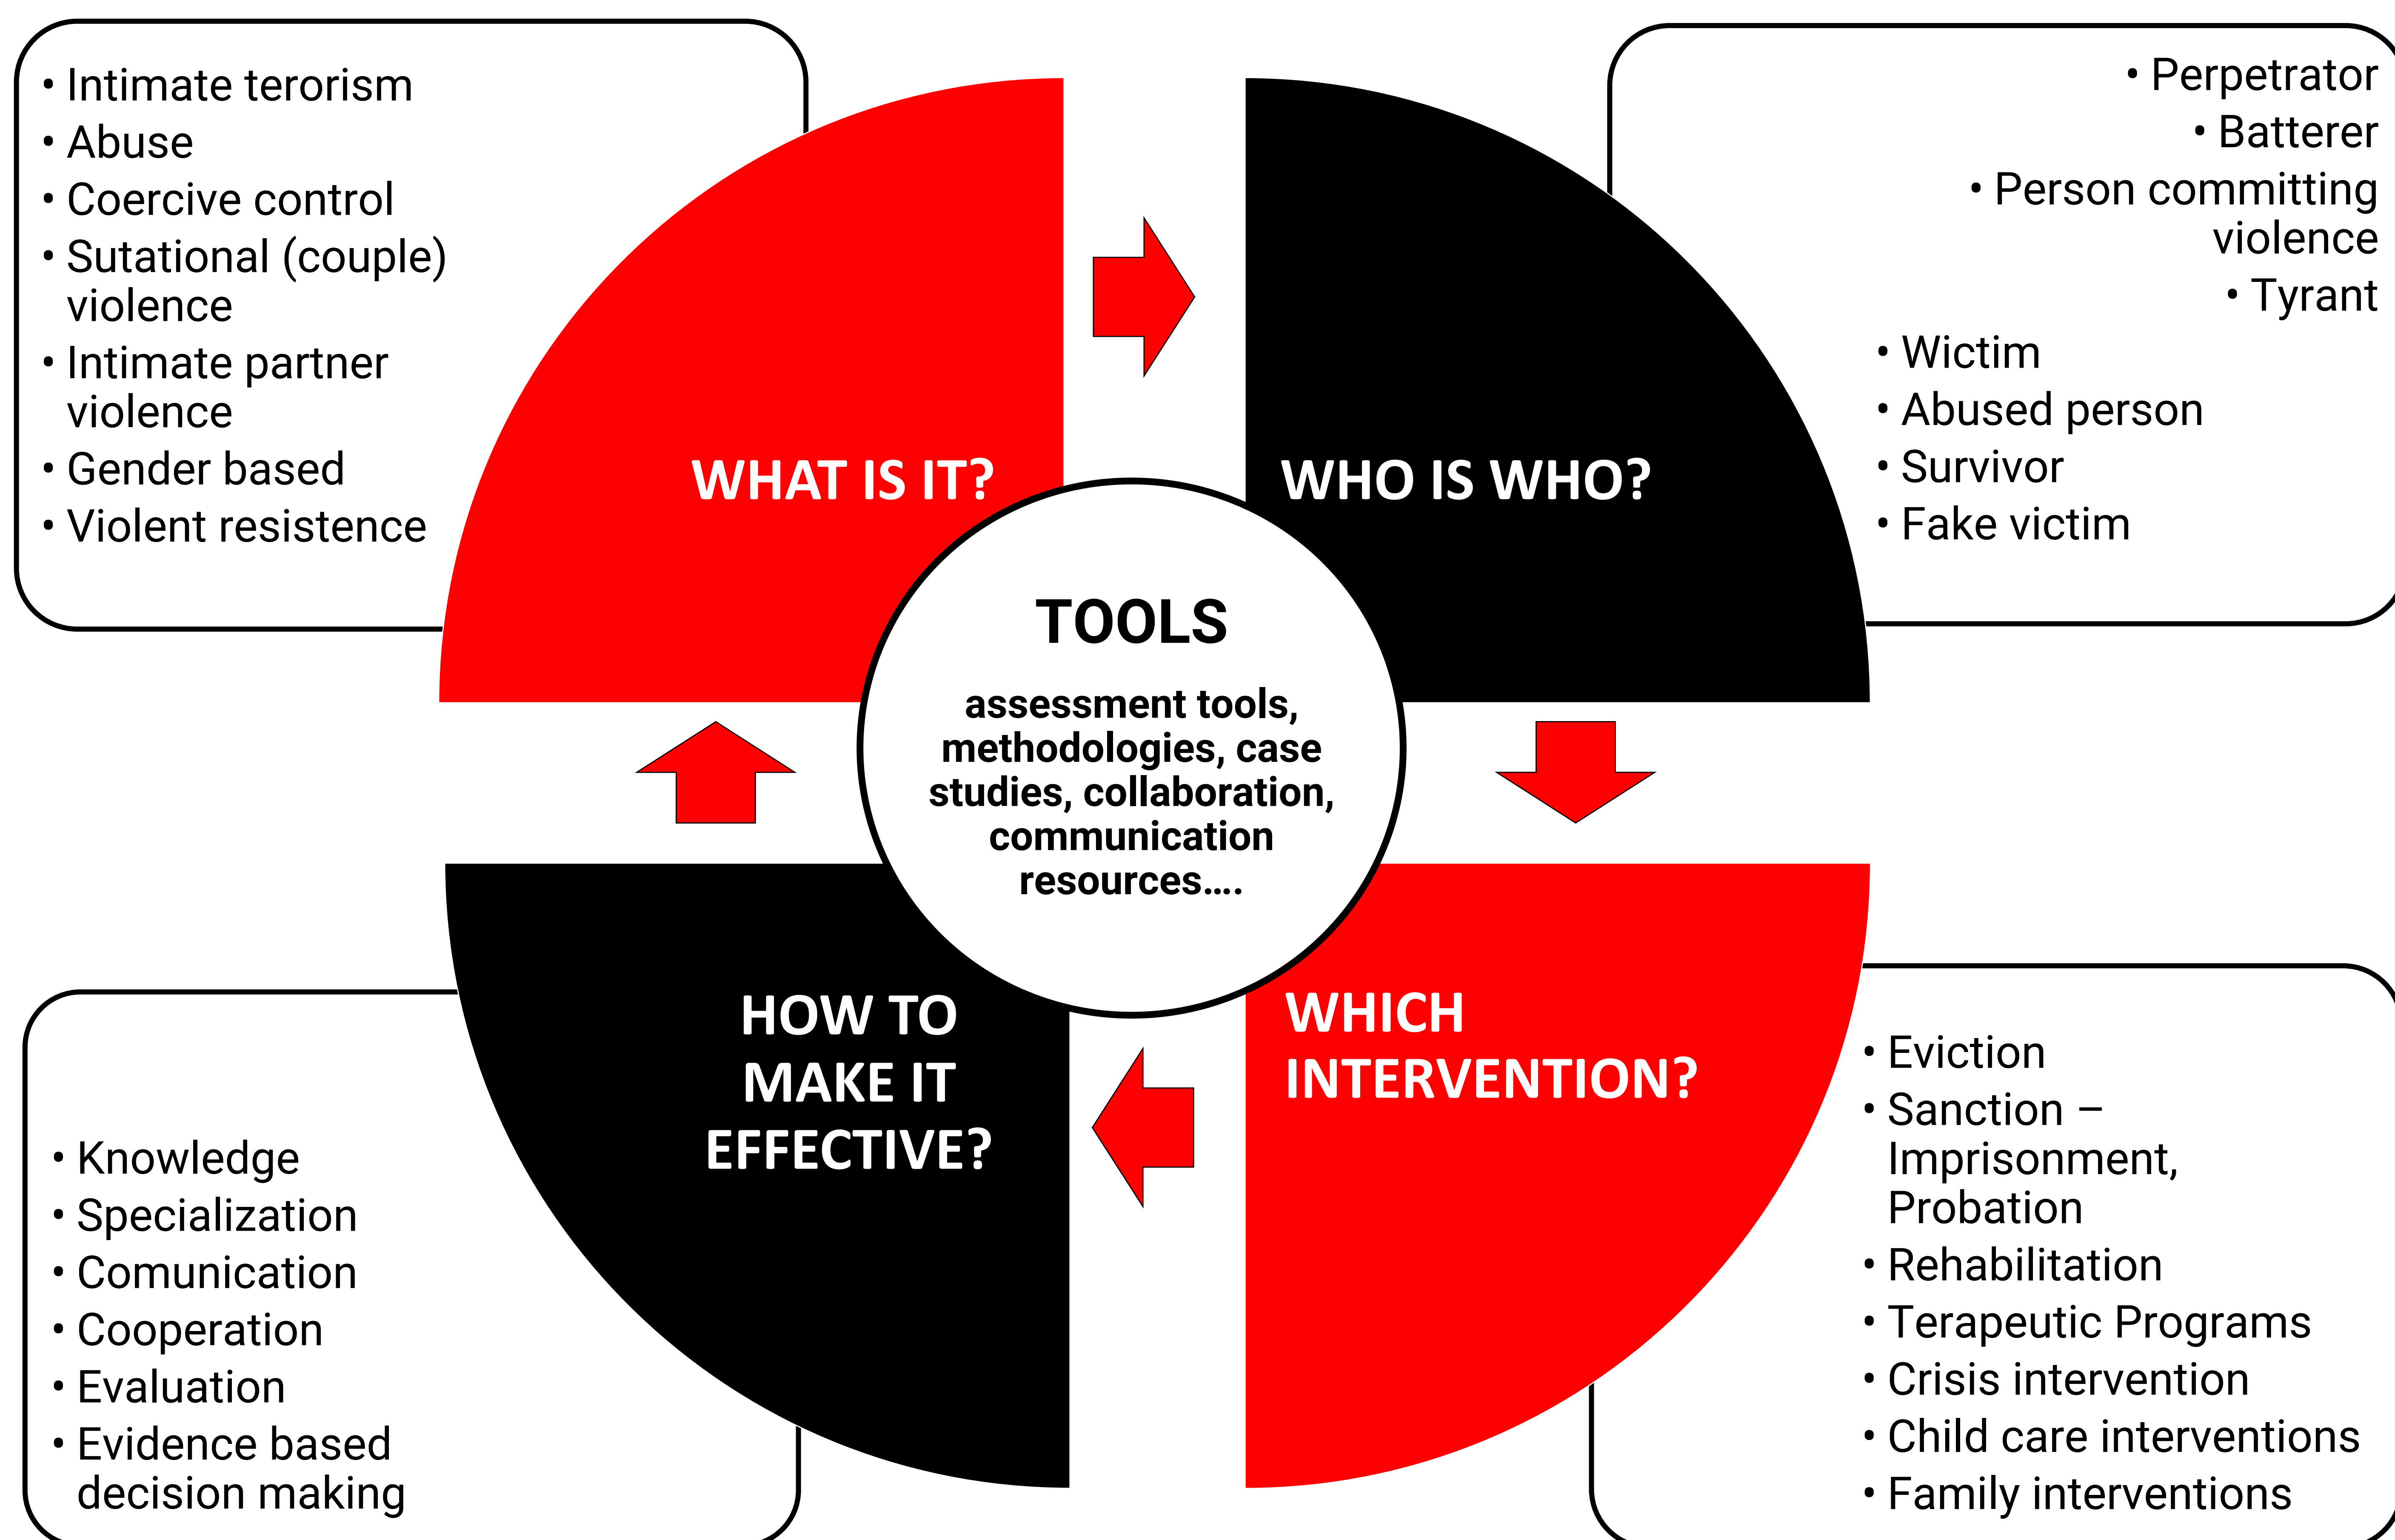 • Intimate terorism
• Abuse
• Coercive control
• Sutational (couple)
violence
• Intimate partner
violence
• Gender based
• Violent resistence
WHAT IS IT?
WHO IS WHO?
• Perpetrator
• Batterer
• Person committing
violence
• Tyrant
• Wictim
• Abused person
• Survivor
• Fake victim
TOOLS
assessment tools,
methodologies, case
studies, collaboration,
communication
resources....
HOW TO
MAKE IT
EFFECTIVE?
• Knowledge
• Specialization
• Comunication
• Cooperation
• Evaluation
• Evidence based
decision making
WHICH
INTERVENTION?
• Eviction
• Sanction –
Imprisonment,
Probation
• Rehabilitation
• Terapeutic Programs
• Crisis intervention
• Child care interventions
• Family interventions